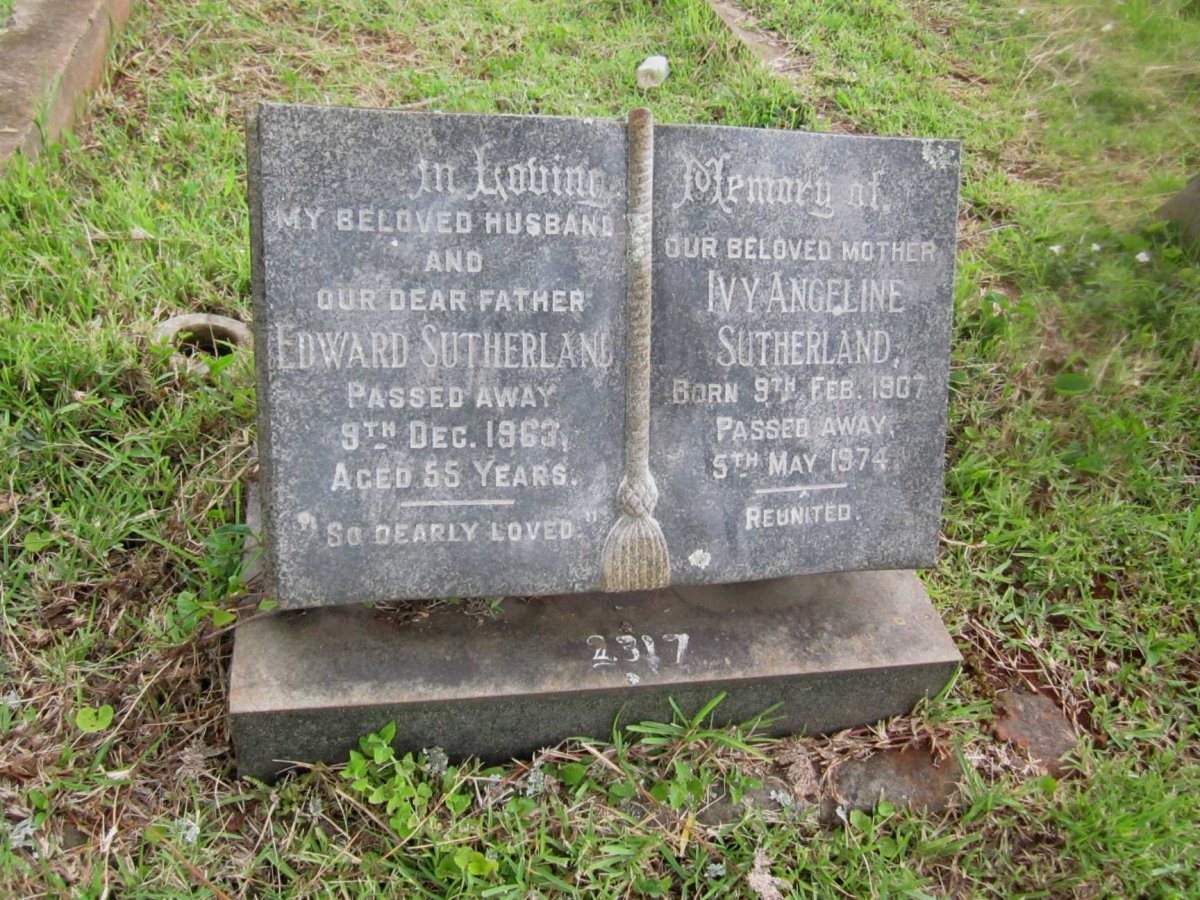 In Loving
MY BELOVED HUSBAND
AND
OUR DEAR FATHER
EDWARD SUTHERLAND
PASSED AWAY
9TH DEC. 1963,
AGED 55 YEARS.
"SO DEARLY LOVED."
Memory of.
OUR BELOVED MOTHER
IVY ANGELINE
SUTHERLAND,
BORN 9TH FEB. 1907
PASSED AWAY
5TH MAY 1974
REUNITED.
2317